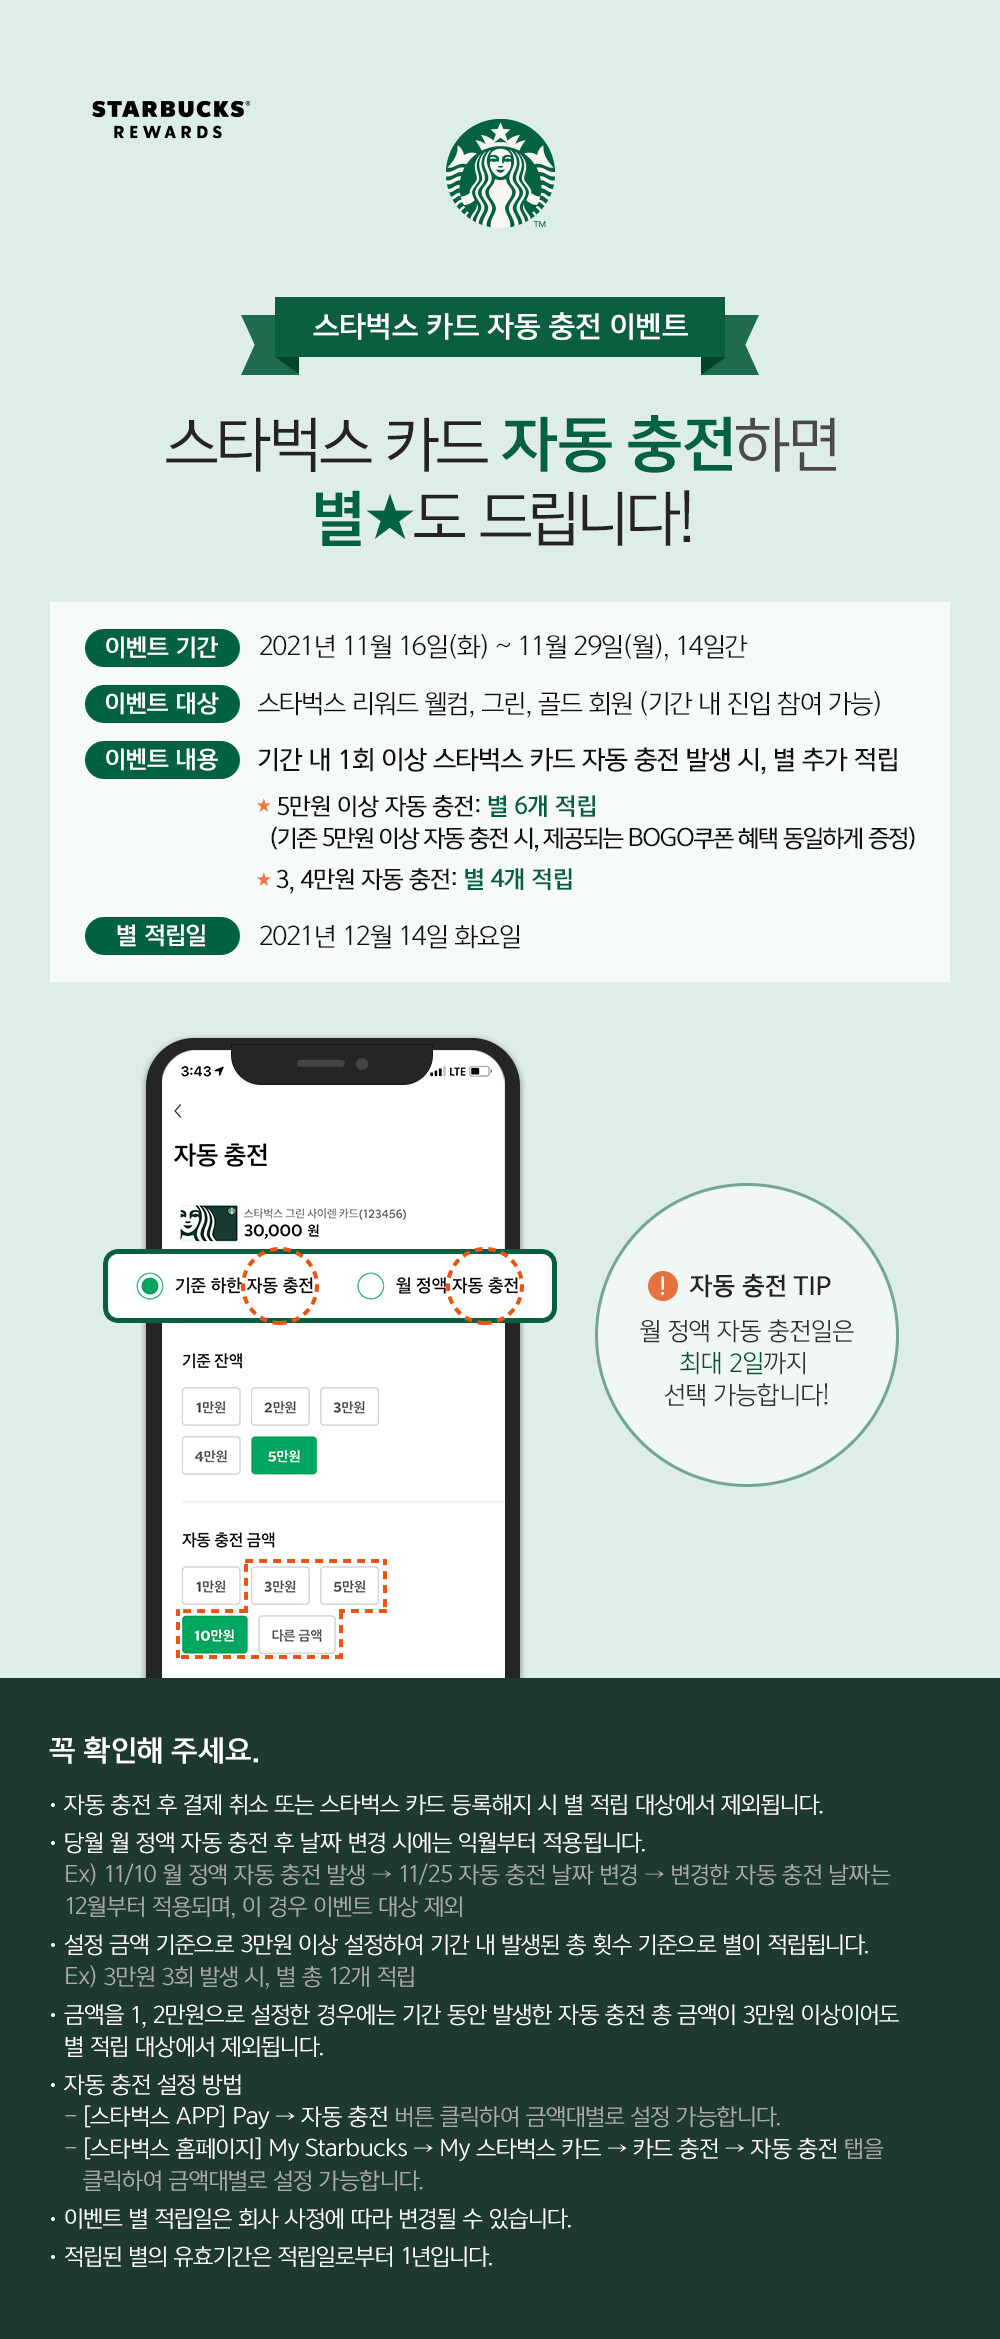 STARBUCKS®
REWARDS
TM
스타벅스 카드 자동 충전 이벤트
스타벅스 카드 자동 충전하면
별★도 드립니다!
이벤트 기간 2021년 11월 16일(화) ~ 11월 29일(월), 14일간
이벤트 대상 스타벅스 리워드 웰컴, 그린, 골드 회원 (기간 내 진입 참여 가능)
이벤트 내용 기간 내 1회 이상 스타벅스 카드 자동 충전 발생 시, 별 추가 적립
★ 5만원 이상 자동 충전: 별 6개 적립
(기존 5만원 이상 자동 충전 시, 제공되는 BOGO쿠폰 혜택 동일하게 증정)
★ 3, 4만원 자동 충전: 별 4개 적립
별 적립일 2021년 12월 14일 화요일
3:43 LTE
자동 충전
스타벅스 그린 사이렌 카드(123456)
30,000 원
기준 하한 자동 충전 월 정액 자동 충전
기준 잔액
1만원 2만원 3만원
4만원 5만원
자동 충전 금액
1만원 3만원 5만원
10만원 다른 금액
! 자동 충전 TIP
월 정액 자동 충전일은
최대 2일까지
선택 가능합니다!
꼭 확인해 주세요.
· 자동 충전 후 결제 취소 또는 스타벅스 카드 등록해지 시 별 적립 대상에서 제외됩니다.
· 당월 월 정액 자동 충전 후 날짜 변경 시에는 익월부터 적용됩니다.
Ex) 11/10 월 정액 자동 충전 발생 → 11/25 자동 충전 날짜 변경 → 변경한 자동 충전 날짜는
12월부터 적용되며, 이 경우 이벤트 대상 제외
· 설정 금액 기준으로 3만원 이상 설정하여 기간 내 발생된 총 횟수 기준으로 별이 적립됩니다.
Ex) 3만원 3회 발생 시, 별 총 12개 적립
· 금액을 1, 2만원으로 설정한 경우에는 기간 동안 발생한 자동 충전 총 금액이 3만원 이상이어도
별 적립 대상에서 제외됩니다.
· 자동 충전 설정 방법
– [스타벅스 APP] Pay → 자동 충전 버튼 클릭하여 금액대별로 설정 가능합니다.
– [스타벅스 홈페이지] My Starbucks → My 스타벅스 카드 → 카드 충전 → 자동 충전 탭을
클릭하여 금액대별로 설정 가능합니다.
· 이벤트 별 적립일은 회사 사정에 따라 변경될 수 있습니다.
· 적립된 별의 유효기간은 적립일로부터 1년입니다.